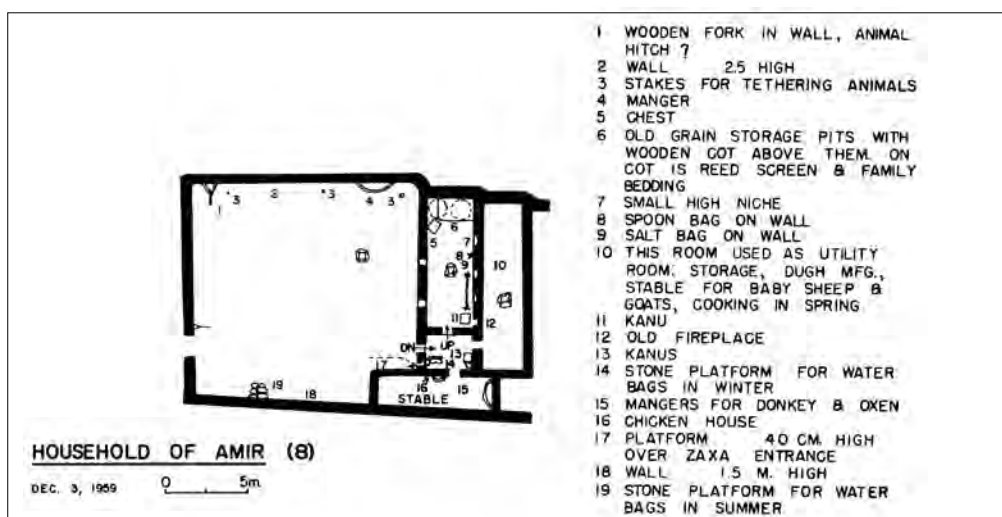 1 WOODEN FORK IN WALL, ANIMAL
HITCH ?
2 WALL 2.5 HIGH
3 STAKES FOR TETHERING ANIMALS
4 MANGER
5 CHEST
6 OLD GRAIN STORAGE PITS WITH
WOODEN COT ABOVE THEM. ON
COT IS REED SCREEN & FAMILY
BEDDING
7 SMALL HIGH NICHE
8 SPOON BAG ON WALL
9 SALT BAG ON WALL
10 THIS ROOM USED AS UTILITY
ROOM: STORAGE, DUGH MFG.,
STABLE FOR BABY SHEEP &
GOATS, COOKING IN SPRING
11 KANU
12 OLD FIREPLACE
13 KANUS
14 STONE PLATFORM FOR WATER
BAGS IN WINTER
15 MANGERS FOR DONKEY & OXEN
16 CHICKEN HOUSE
17 PLATFORM 40 CM. HIGH
OVER ZAXA ENTRANCE
18 WALL 1.5 M. HIGH
19 STONE PLATFORM FOR WATER
BAGS IN SUMMER
1 3 2 3 4 3
5 6 7
8
9 10
11 12
DN UP 13
17 14
16 15
STABLE
19 18
HOUSEHOLD OF AMIR (8)
DEC. 3, 1959 0 5m.